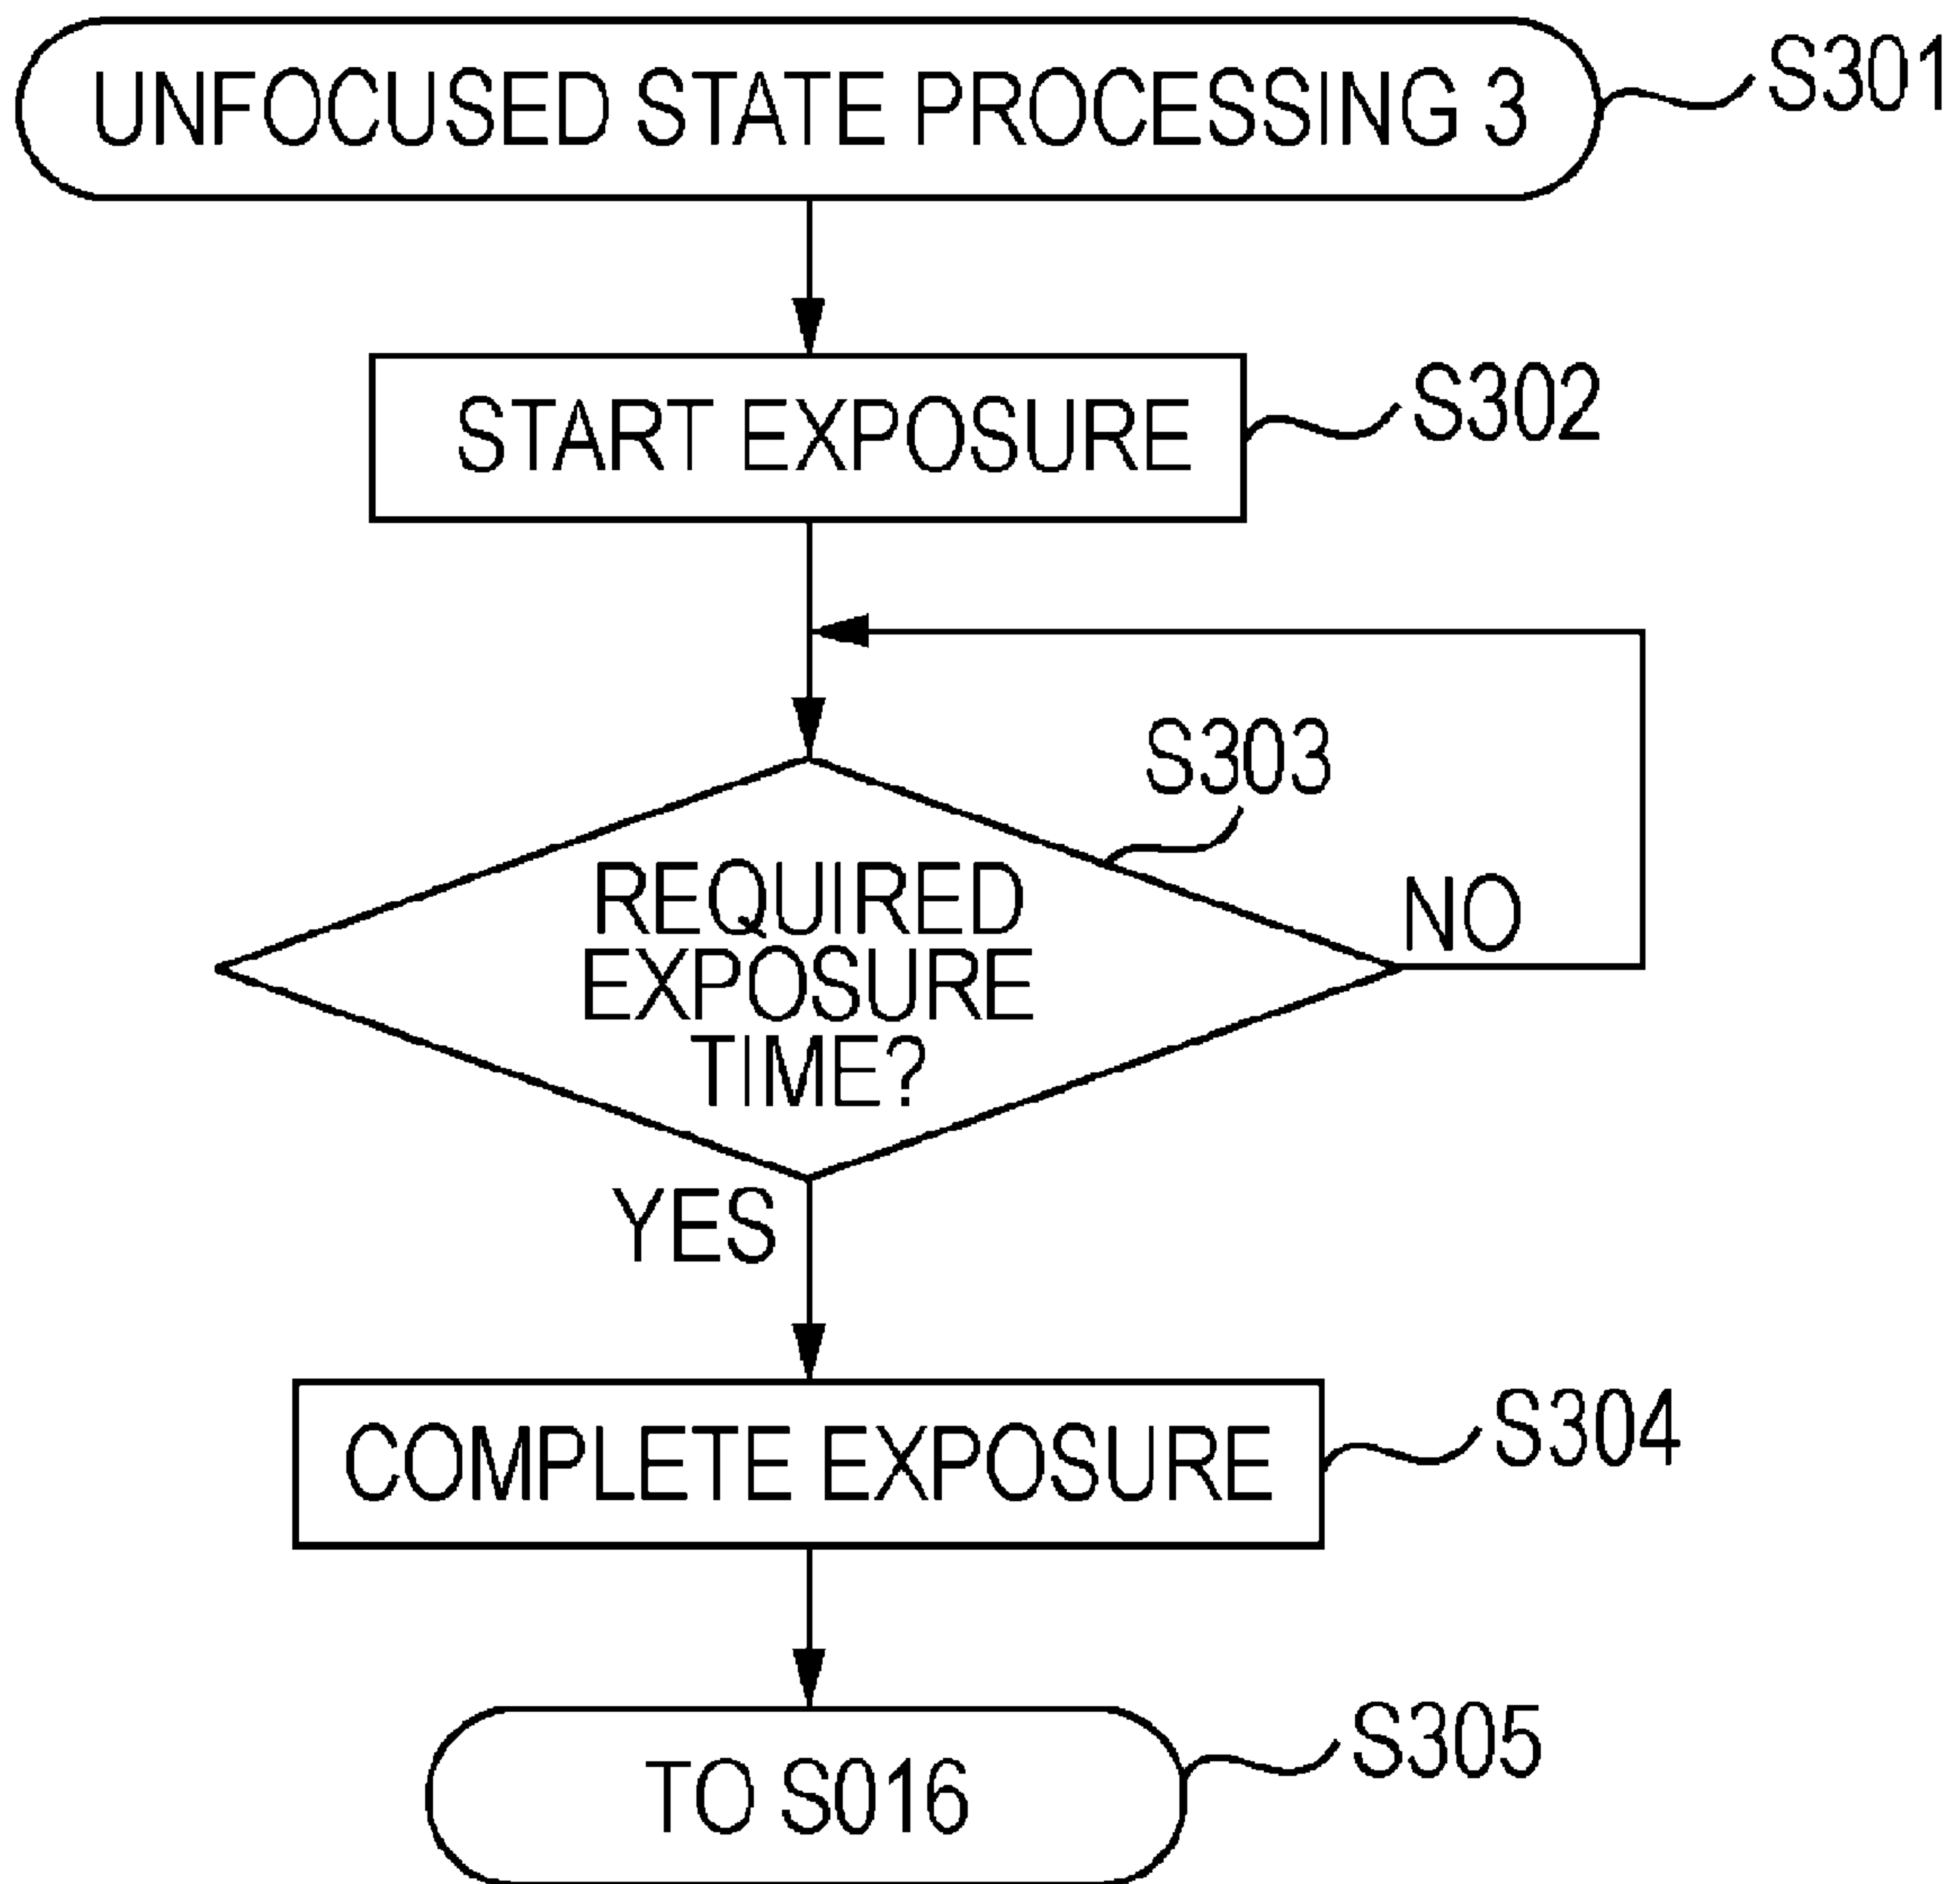 UNFOCUSED STATE PROCESSING 3
S301
START EXPOSURE
S302
S303
REQUIRED
EXPOSURE
TIME?
NO
YES
COMPLETE EXPOSURE
S304
TO S016
S305